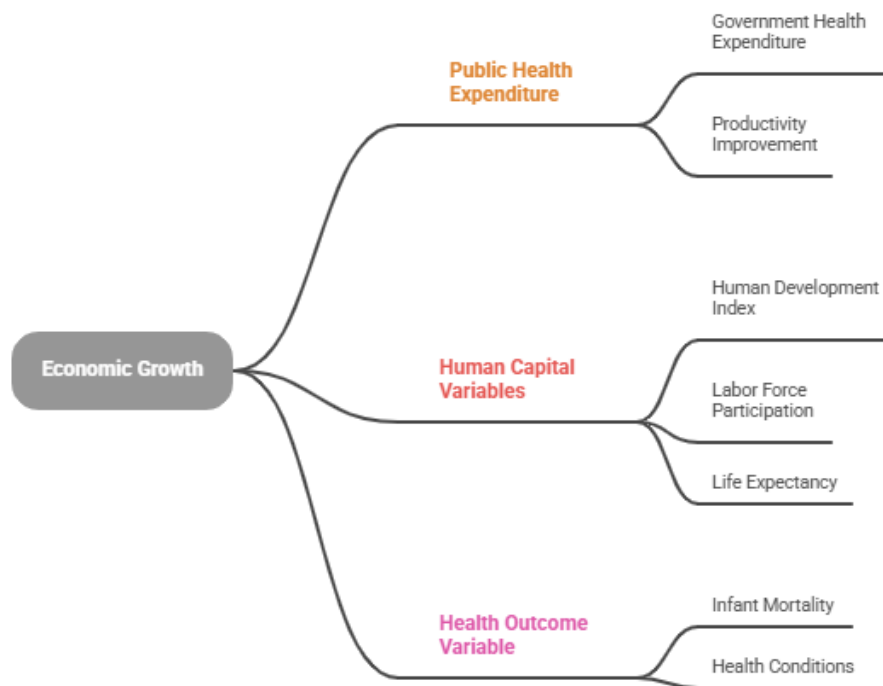 Government Health
Expenditure
Public Health
Expenditure
Productivity
Improvement
Human Development
Index
Economic Growth
Human Capital
Variables
Labor Force
Participation
Life Expectancy
Infant Mortality
Health Outcome
Variable
Health Conditions